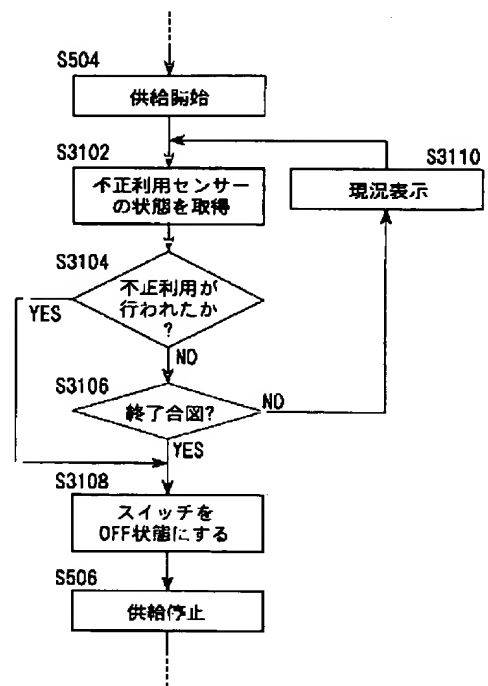 S504
供給開始
S3102
不正利用センサー
の状態を取得
S3110
現況表示
S3104
不正利用が
行われたか
?
YES
NO
S3106
終了合図?
NO
YES
S3108
スイッチを
OFF状態にする
S506
供給停止